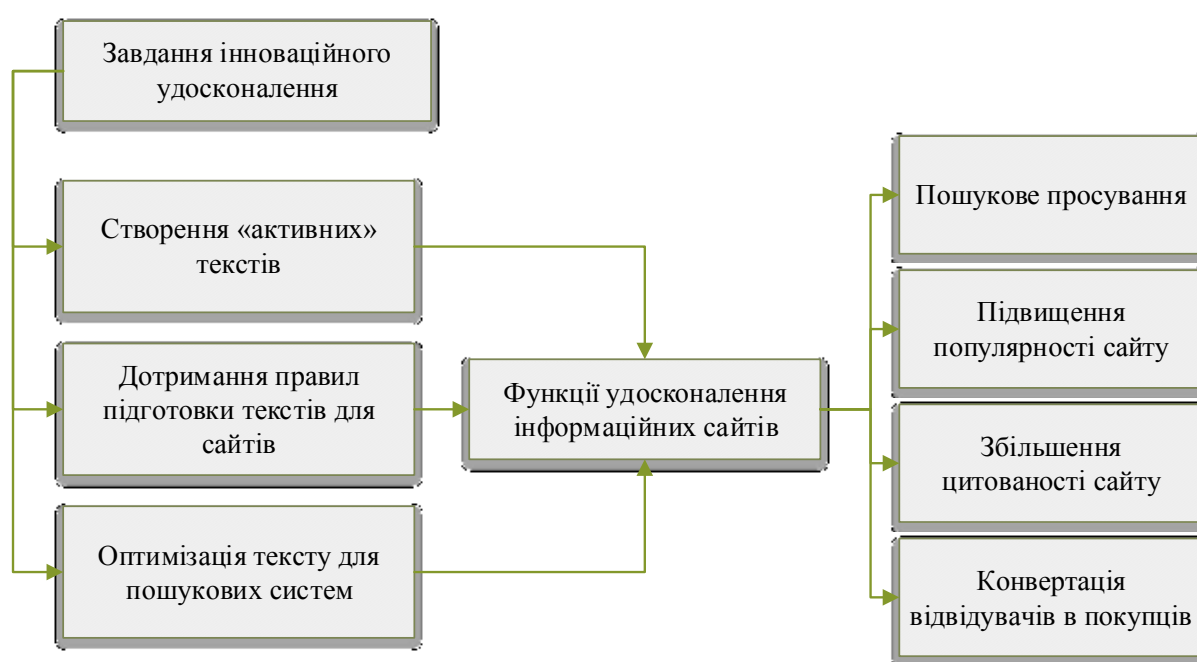 Завдання інноваційного
удосконалення
Створення «активних»
текстів
Дотримання правил
підготовки текстів для
сайтів
Оптимізація тексту для
пошукових систем
Функції удосконалення
інформаційних сайтів
Пошукове просування
Підвищення
популярності сайту
Збільшення
цитованості сайту
Конвертація
відвідувачів в покупців